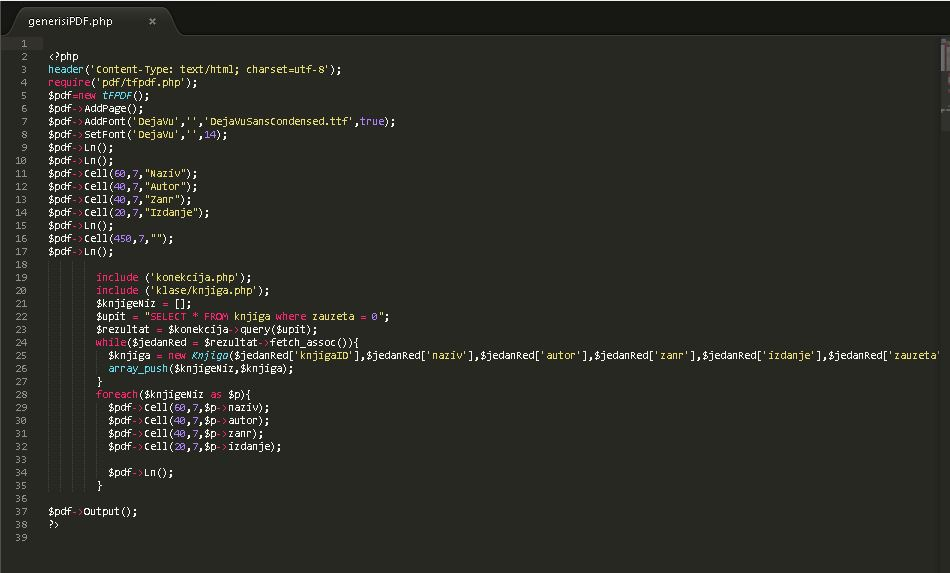 generisiPDF.php ×
1
2 <?php
3 header('Content-Type: text/html; charset=utf-8');
4 require('pdf/tfpdf.php');
5 $pdf=new tFPDF();
6 $pdf->AddPage();
7 $pdf->AddFont('DejaVu','','DejaVuSansCondensed.ttf',true);
8 $pdf->SetFont('DejaVu','',14);
9 $pdf->Ln();
10 $pdf->Ln();
11 $pdf->Cell(60,7,"Naziv");
12 $pdf->Cell(40,7,"Autor");
13 $pdf->Cell(40,7,"Zanr");
14 $pdf->Cell(20,7,"Izdanje");
15 $pdf->Ln();
16 $pdf->Cell(450,7,"");
17 $pdf->Ln();
18
19 include ('konekcija.php');
20 include ('klase/knjiga.php');
21 $knjigeNiz = [];
22 $upit = "SELECT * FROM knjiga where zauzeta = 0";
23 $rezultat = $konekcija->query($upit);
24 while($jedanRed = $rezultat->fetch_assoc()){
25 $knjiga = new Knjiga($jedanRed['knjigaID'],$jedanRed['naziv'],$jedanRed['autor'],$jedanRed['zanr'],$jedanRed['izdanje'],$jedanRed['zauzeta'
26 array_push($knjigeNiz,$knjiga);
27 }
28 foreach($knjigeNiz as $p){
29 $pdf->Cell(60,7,$p->naziv);
30 $pdf->Cell(40,7,$p->autor);
31 $pdf->Cell(40,7,$p->zanr);
32 $pdf->Cell(20,7,$p->izdanje);
33
34 $pdf->Ln();
35 }
36
37 $pdf->Output();
38 ?>
39